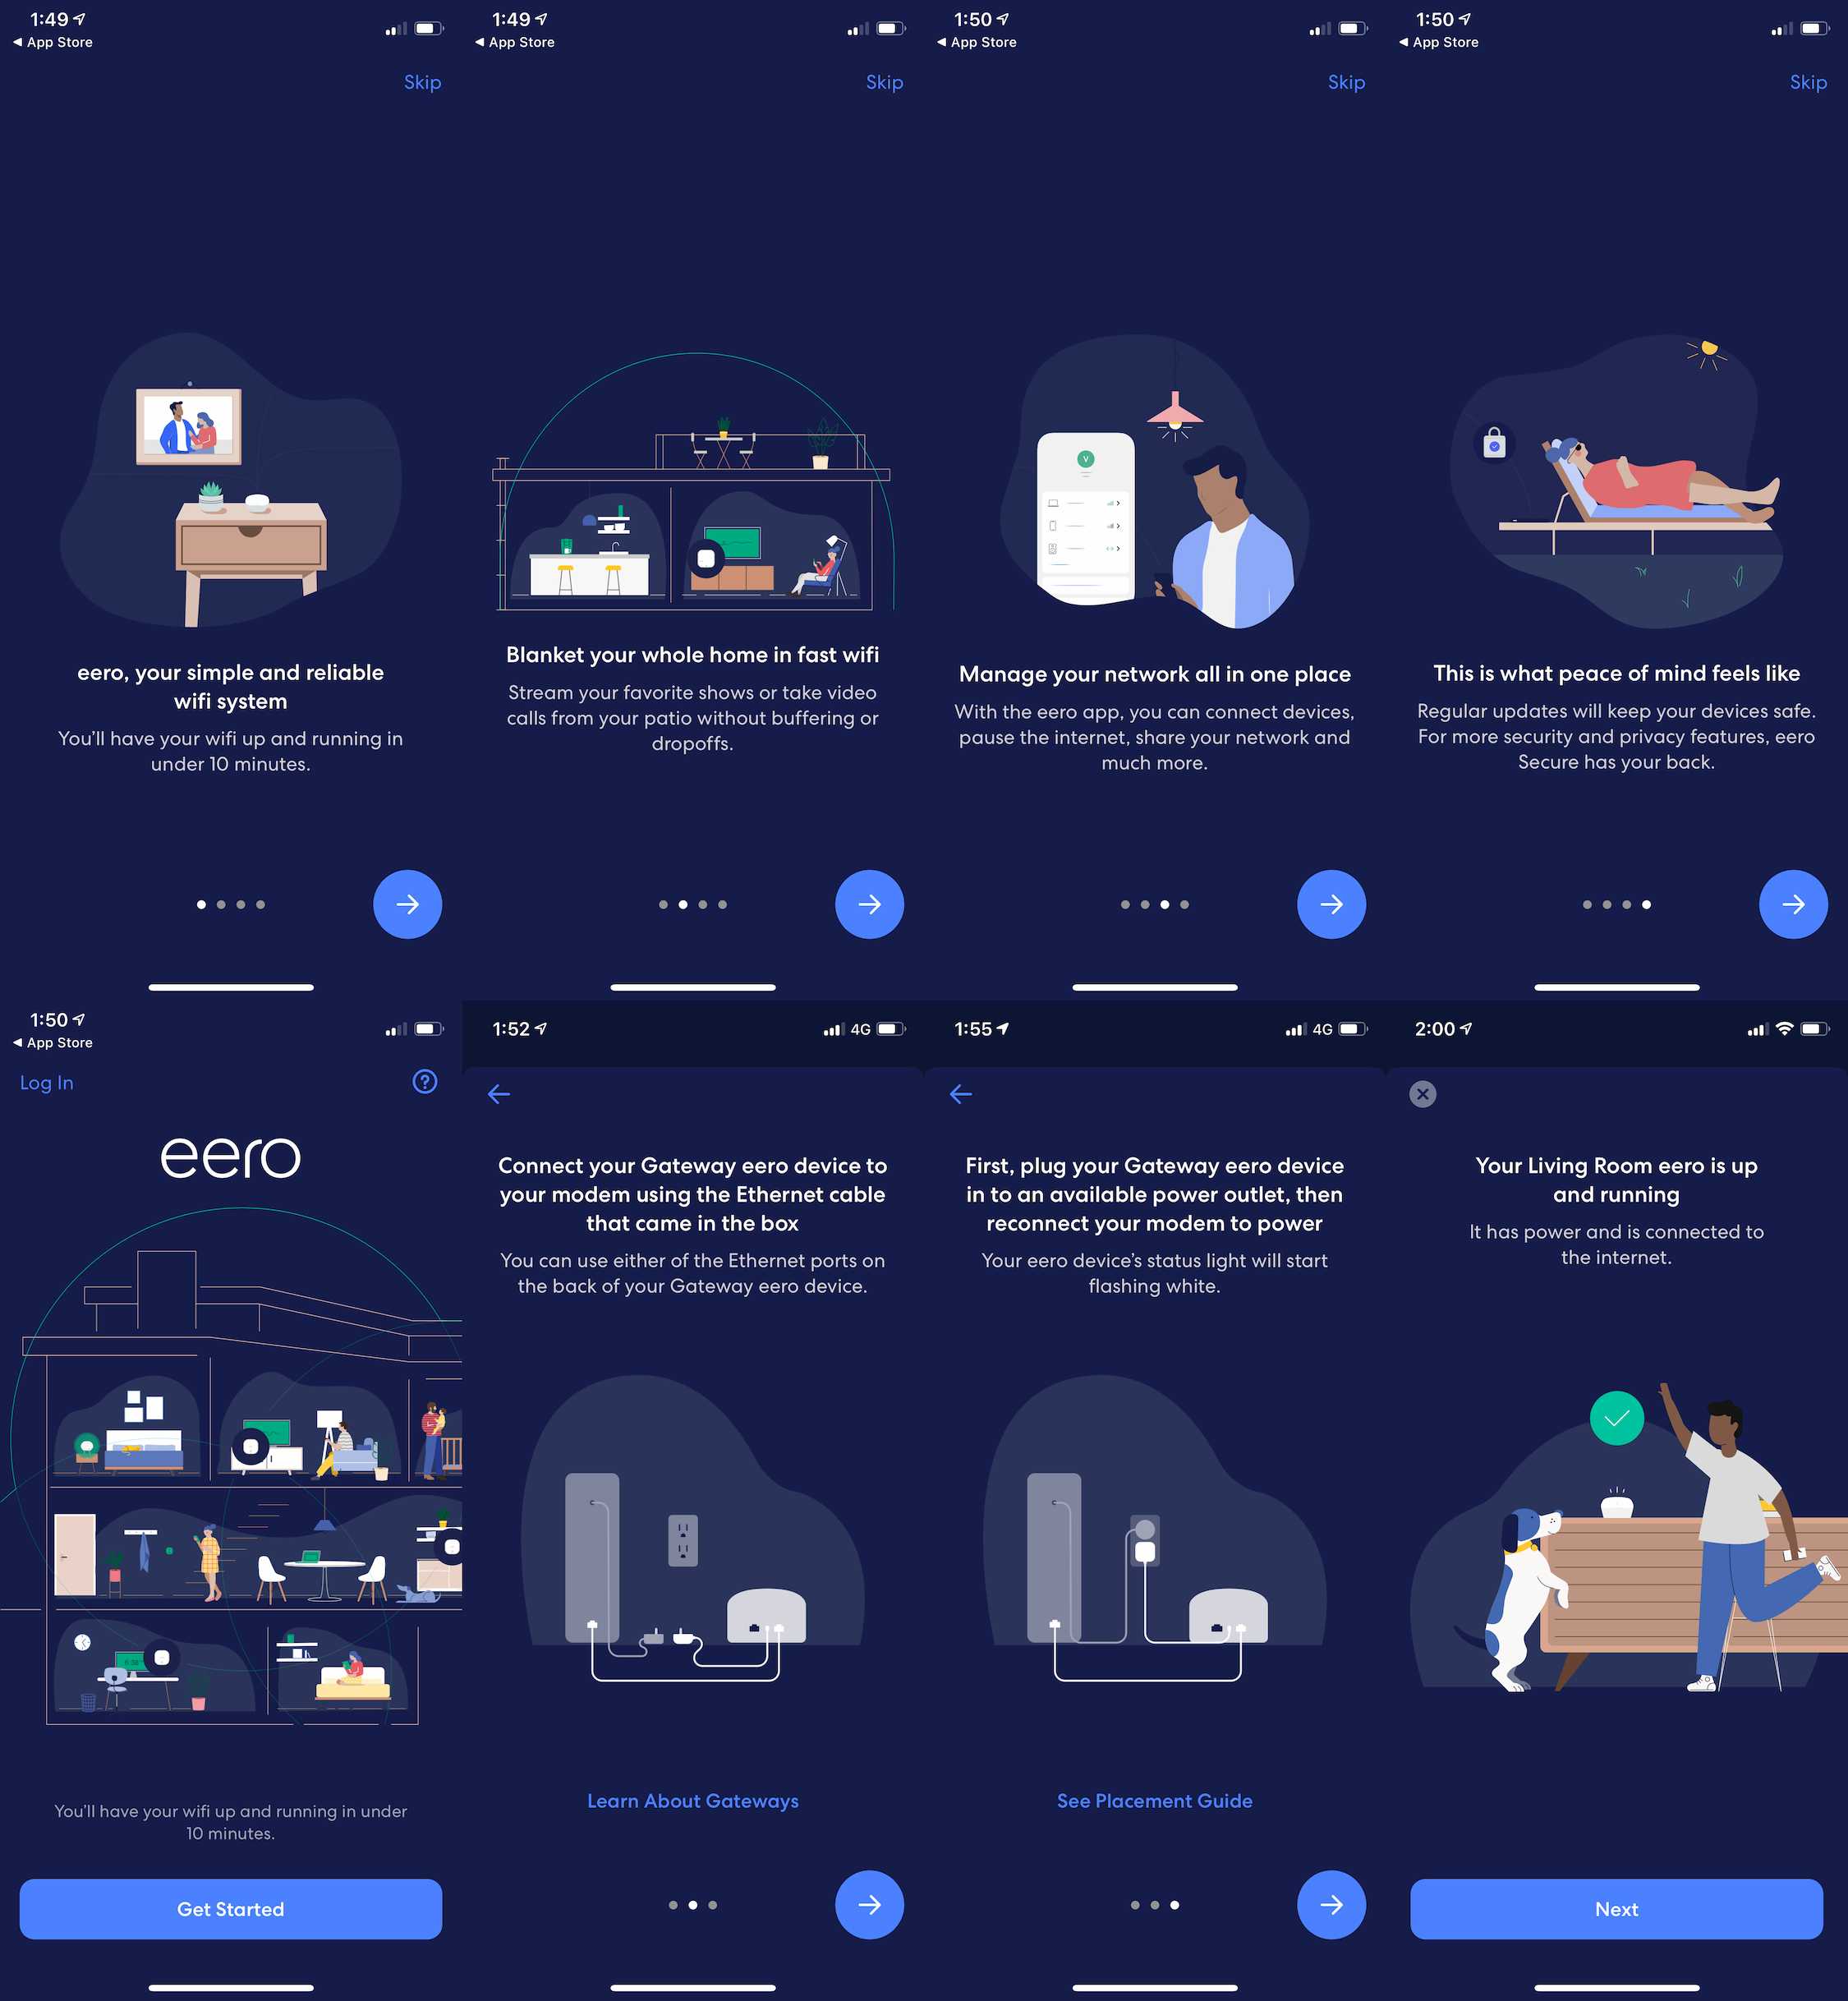 1:49
◀ App Store
Skip
eero, your simple and reliable
wifi system
You'll have your wifi up and running in
under 10 minutes.
1:49
◀ App Store
Skip
Blanket your whole home in fast wifi
Stream your favorite shows or take video
calls from your patio without buffering or
dropoffs.
1:50
◀ App Store
Skip
V
Manage your network all in one place
With the eero app, you can connect devices,
pause the internet, share your network and
much more.
1:50
◀ App Store
Skip
This is what peace of mind feels like
Regular updates will keep your devices safe.
For more security and privacy features, eero
Secure has your back.
1:50
◀ App Store
Log In
eero
You'll have your wifi up and running in under
10 minutes.
Get Started
1:52
4G
Connect your Gateway eero device to
your modem using the Ethernet cable
that came in the box
You can use either of the Ethernet ports on
the back of your Gateway eero device.
Learn About Gateways
1:55
4G
First, plug your Gateway eero device
in to an available power outlet, then
reconnect your modem to power
Your eero device's status light will start
flashing white.
See Placement Guide
2:00
Your Living Room eero is up
and running
It has power and is connected to
the internet.
Next